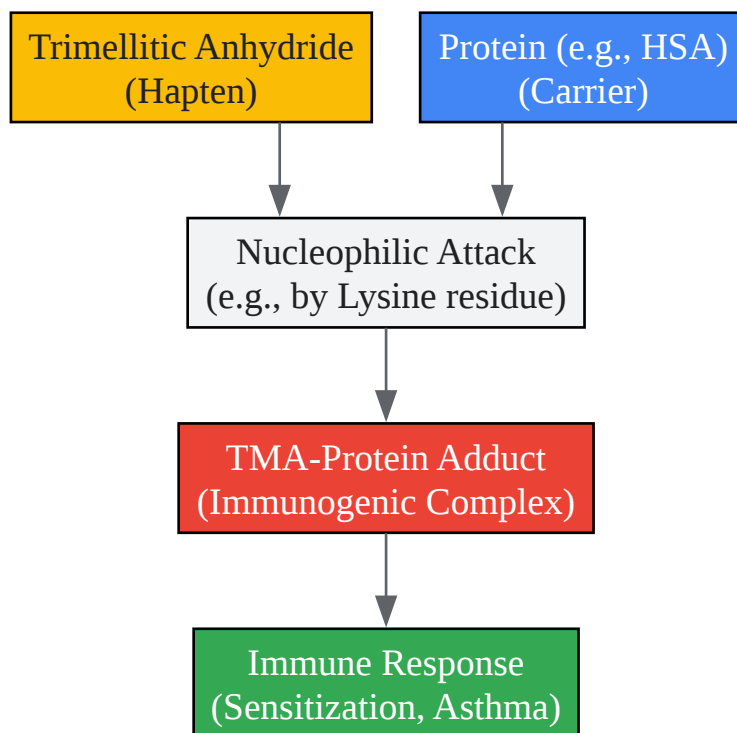 Trimellitic Anhydride
(Hapten)
Protein (e.g., HSA)
(Carrier)
Nucleophilic Attack
(e.g., by Lysine residue)
TMA-Protein Adduct
(Immunogenic Complex)
Immune Response
(Sensitization, Asthma)